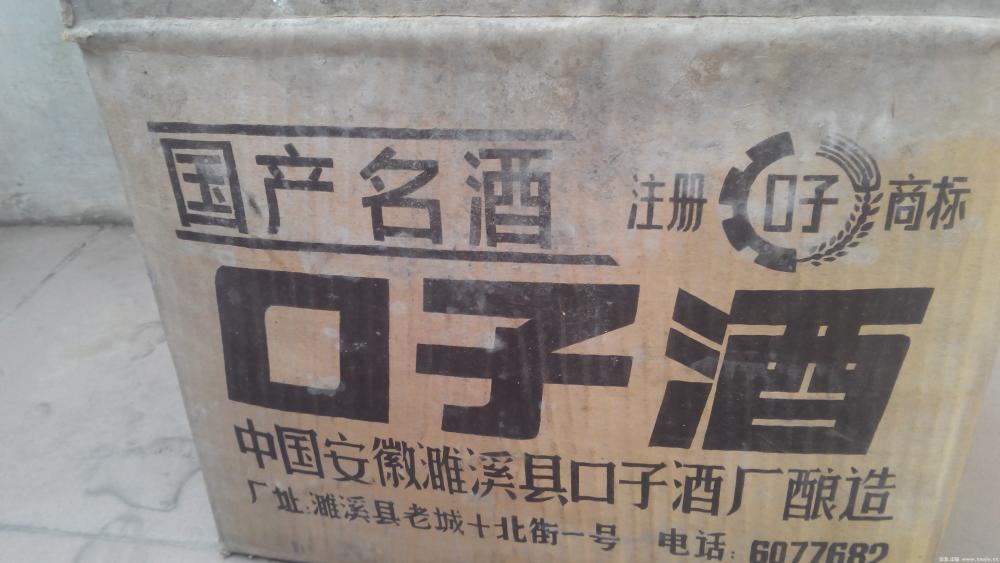 国产名酒
注册 口子 商标
口子酒
中国安徽濉溪县口子酒厂酿造
厂址:濉溪县老城十北街一号 电话:6077682